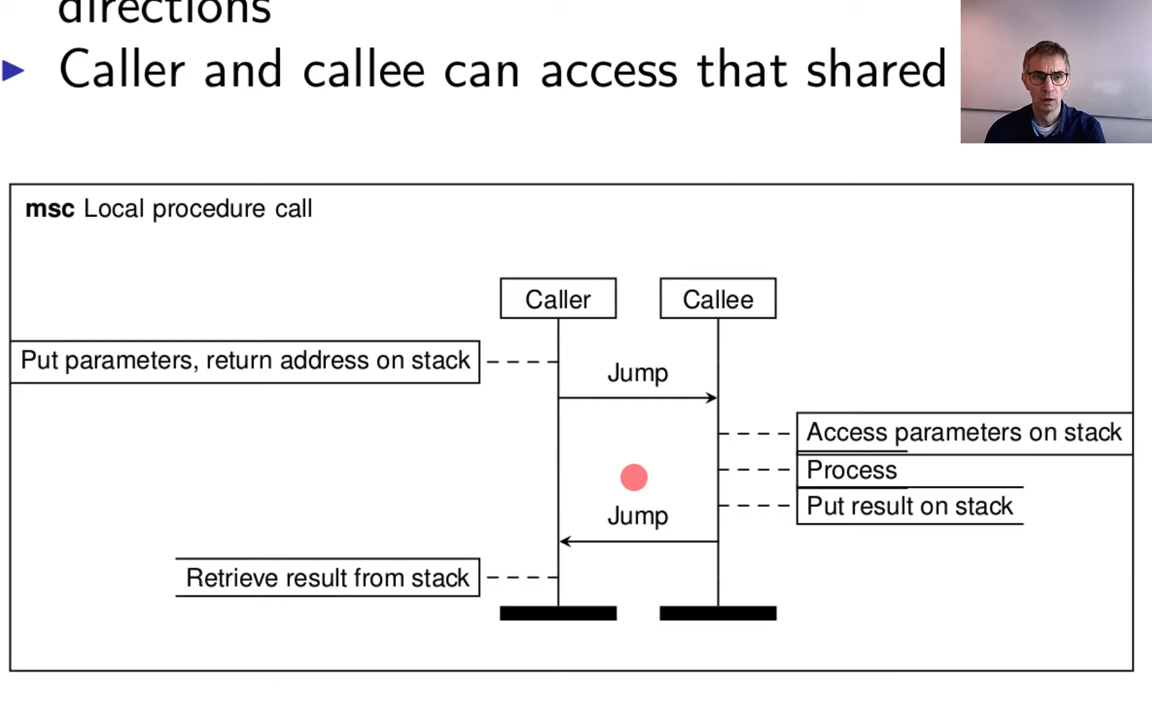 directions
Caller and callee can access that shared
msc Local procedure call
Caller
Callee
Put parameters, return address on stack
Jump
Access parameters on stack
Process
Put result on stack
Jump
Retrieve result from stack